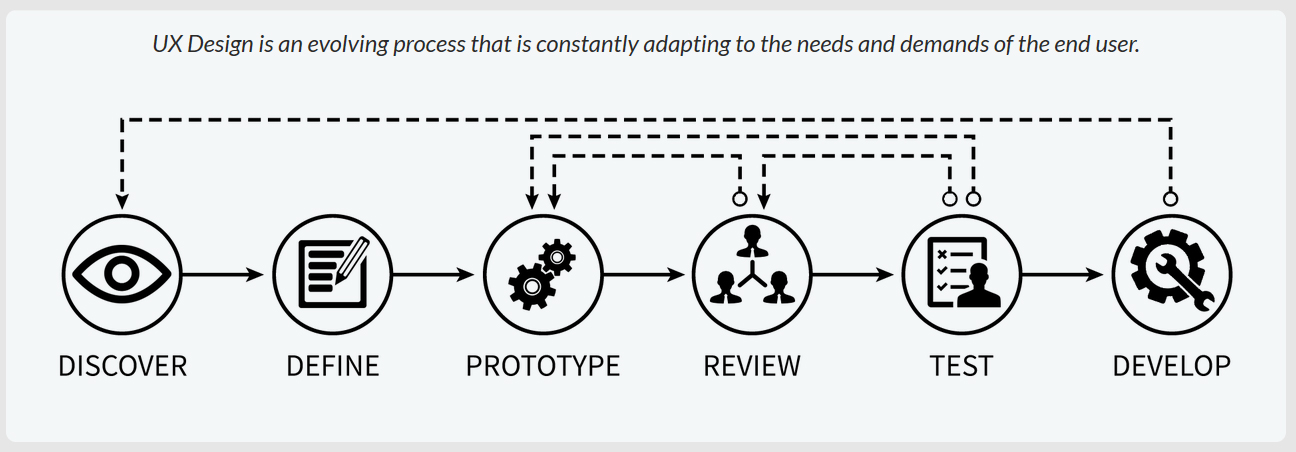 UX Design is an evolving process that is constantly adapting to the needs and demands of the end user.
DISCOVER
DEFINE
PROTOTYPE
REVIEW
TEST
DEVELOP